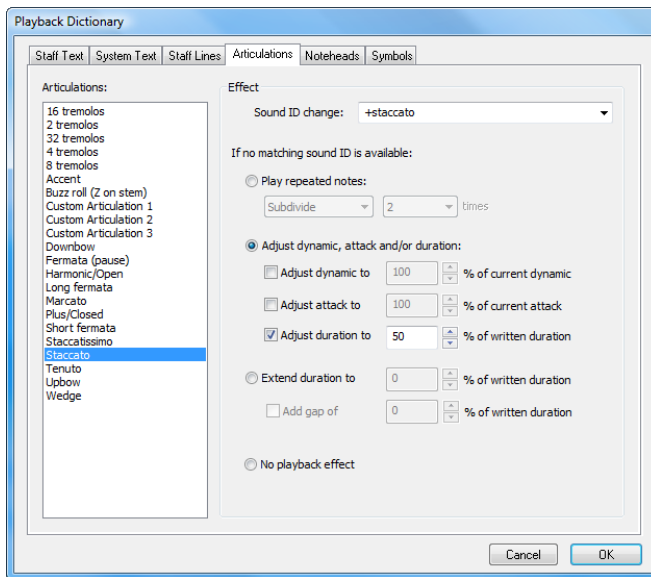 Playback Dictionary
Staff Text System Text Staff Lines Articulations Noteheads Symbols
Articulations:
16 tremolos
2 tremolos
32 tremolos
4 tremolos
8 tremolos
Accent
Buzz roll (Z on stem)
Custom Articulation 1
Custom Articulation 2
Custom Articulation 3
Downbow
Fermata (pause)
Harmonic/Open
Long fermata
Marcato
Plus/Closed
Short fermata
Staccatissimo
Staccato
Tenuto
Upbow
Wedge
Effect
Sound ID change: +staccato
If no matching sound ID is available:
Play repeated notes:
Subdivide 2 times
Adjust dynamic, attack and/or duration:
Adjust dynamic to 100 % of current dynamic
Adjust attack to 100 % of current attack
Adjust duration to 50 % of written duration
Extend duration to 0 % of written duration
Add gap of 0 % of written duration
No playback effect
Cancel OK